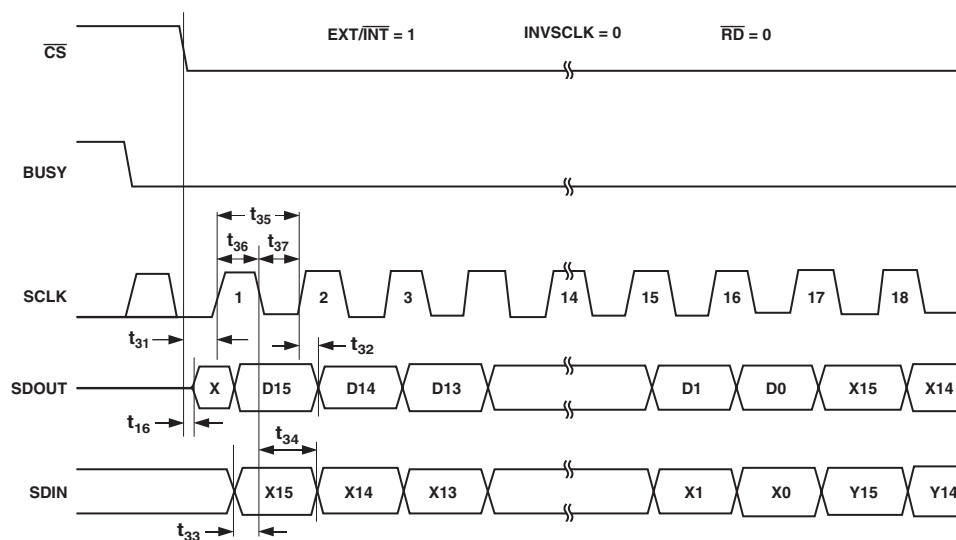 EXT/INT̅ = 1 INVSCLK = 0 R̅D̅ = 0
C̅S̅
BUSY
t35
t36 t37
SCLK 1 2 3 14 15 16 17 18
t31 t32
SDOUT X D15 D14 D13 D1 D0 X15 X14
t16
t34
SDIN X15 X14 X13 X1 X0 Y15 Y14
t33